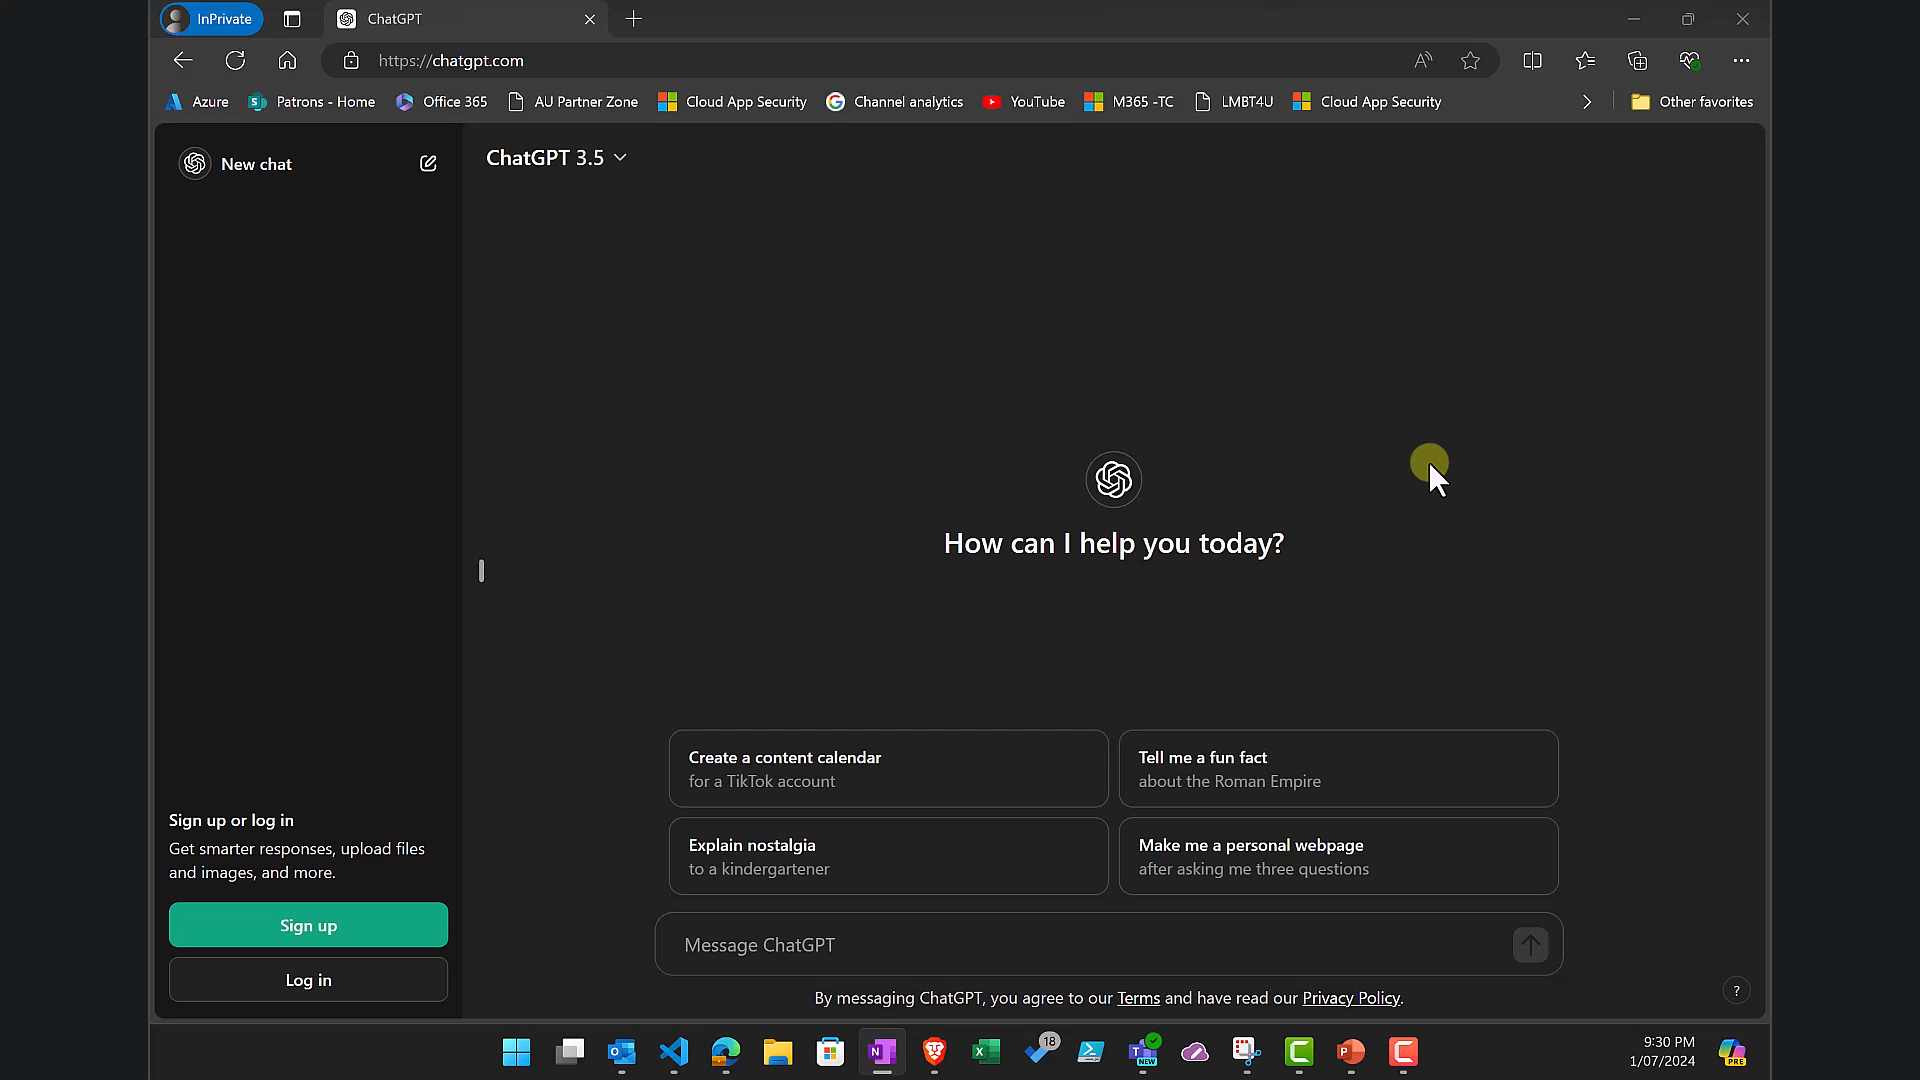 InPrivate
ChatGPT
https://chatgpt.com
Azure
Patrons - Home
Office 365
AU Partner Zone
Cloud App Security
Channel analytics
YouTube
M365 -TC
LMBT4U
Cloud App Security
Other favorites
New chat
ChatGPT 3.5
How can I help you today?
Create a content calendar
for a TikTok account
Tell me a fun fact
about the Roman Empire
Explain nostalgia
to a kindergartener
Make me a personal webpage
after asking me three questions
Sign up or log in
Get smarter responses, upload files
and images, and more.
Sign up
Log in
Message ChatGPT
By messaging ChatGPT, you agree to our Terms and have read our Privacy Policy.
?
18
NEW
9:30 PM
1/07/2024
PRE